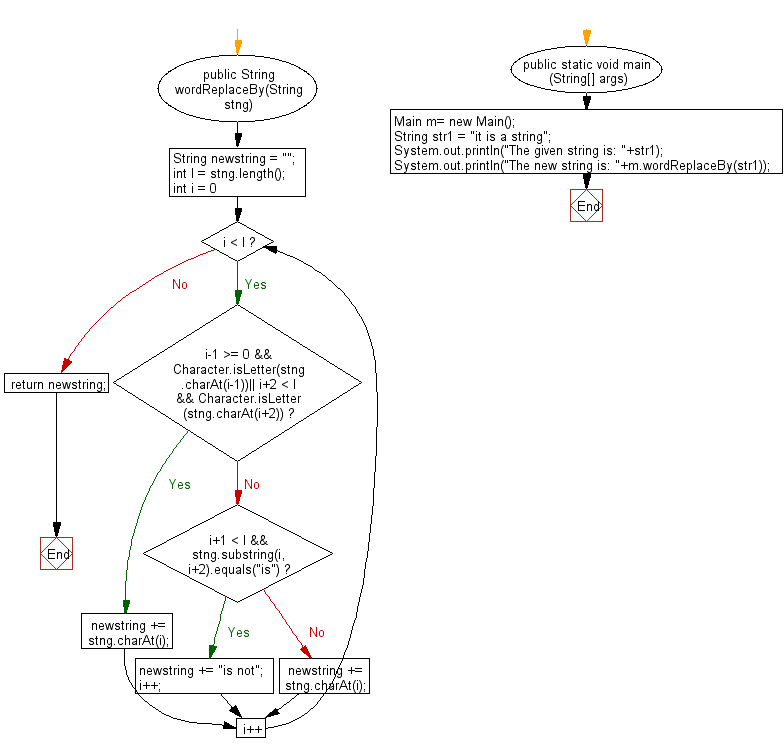 public String
wordReplaceBy(String
stng)
String newstring = "";
int l = stng.length();
int i = 0
i < l ?
No
Yes
i-1 >= 0 &&
Character.isLetter(stng
.charAt(i-1))|| i+2 < l
&& Character.isLetter
(stng.charAt(i+2)) ?
return newstring;
End
Yes
No
i+1 < l &&
stng.substring(i,
i+2).equals("is") ?
newstring +=
stng.charAt(i);
Yes
No
newstring += "is not";
i++;
newstring +=
stng.charAt(i);
i++
public static void main
(String[] args)
Main m= new Main();
String str1 = "it is a string";
System.out.println("The given string is: "+str1);
System.out.println("The new string is: "+m.wordReplaceBy(str1));
End